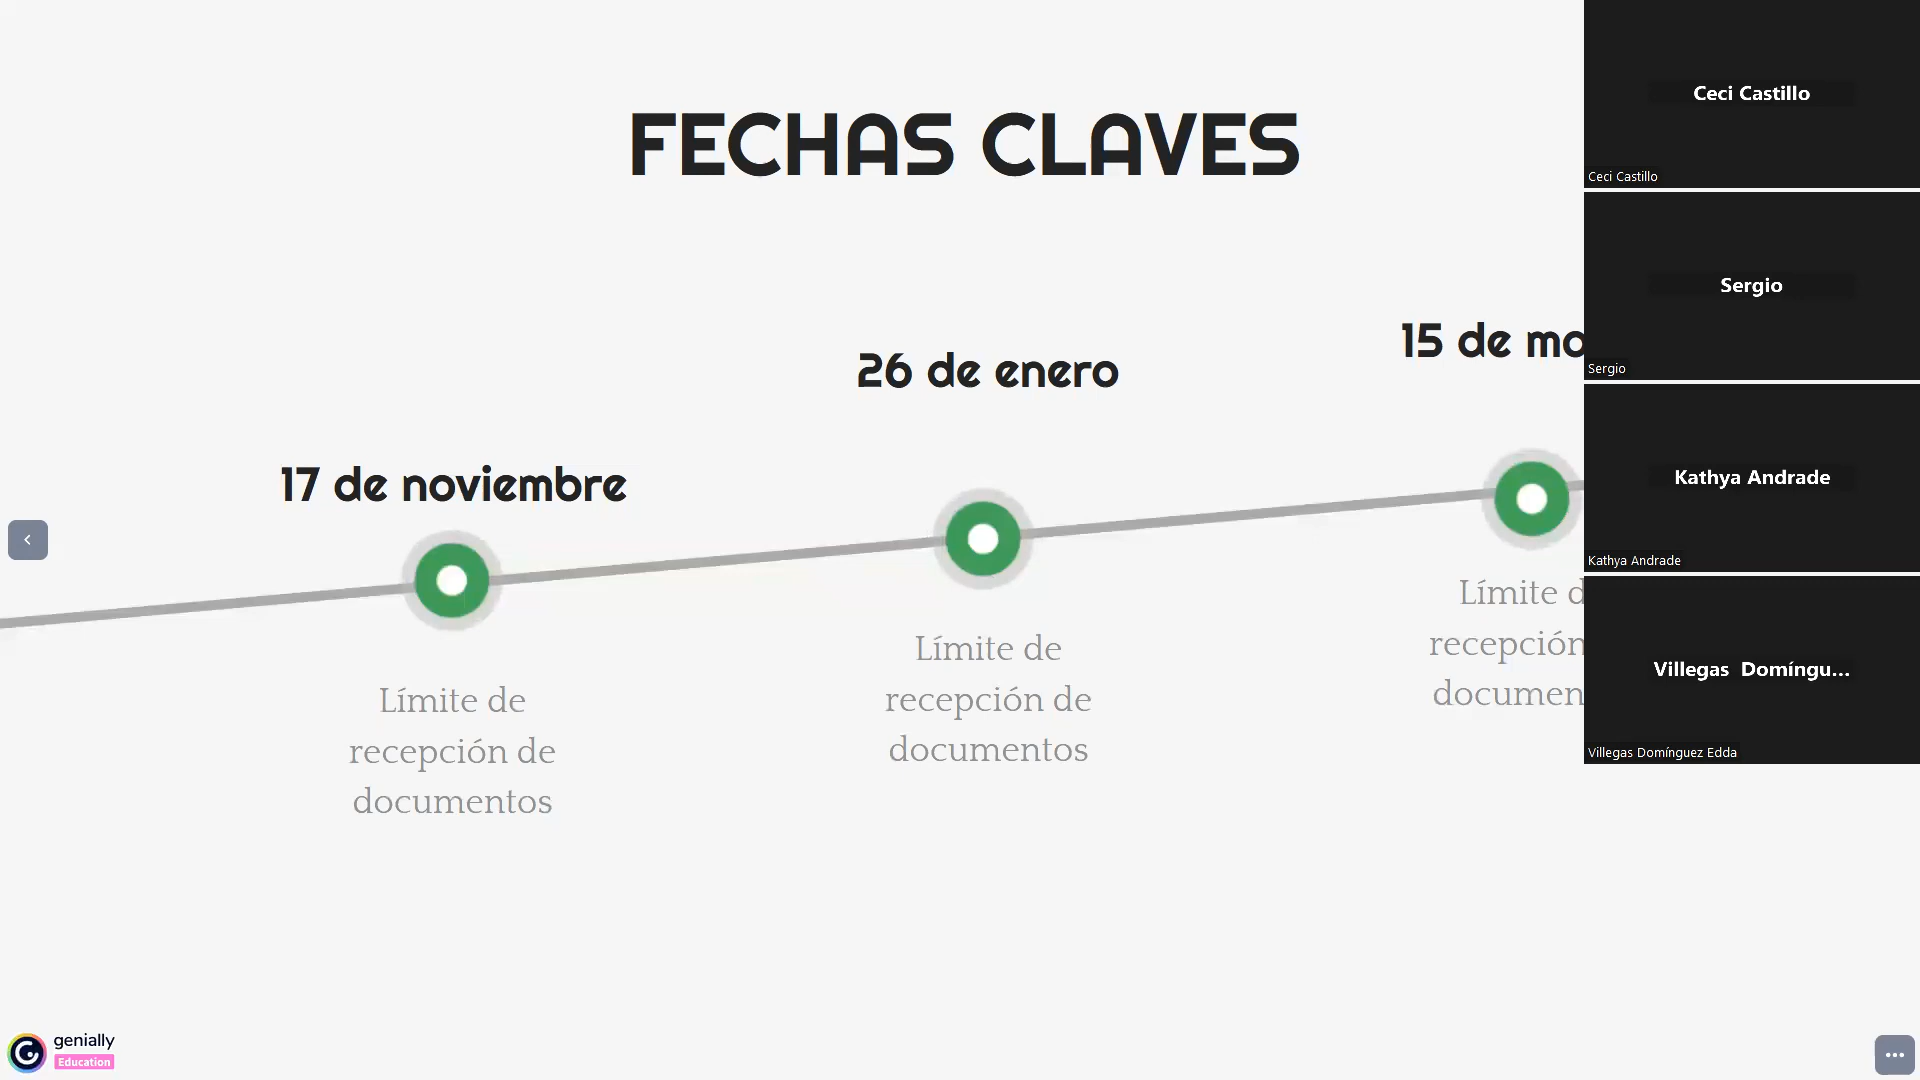 FECHAS CLAVES
17 de noviembre
Límite de
recepción de
documentos
26 de enero
Límite de
recepción de
documentos
15 de
Límite
recepción
Ceci Castillo
Ceci Castillo
Sergio
Sergio
Kathya Andrade
Kathya Andrade
Villegas Domíngu...
Villegas Domínguez Edda
genially
Education